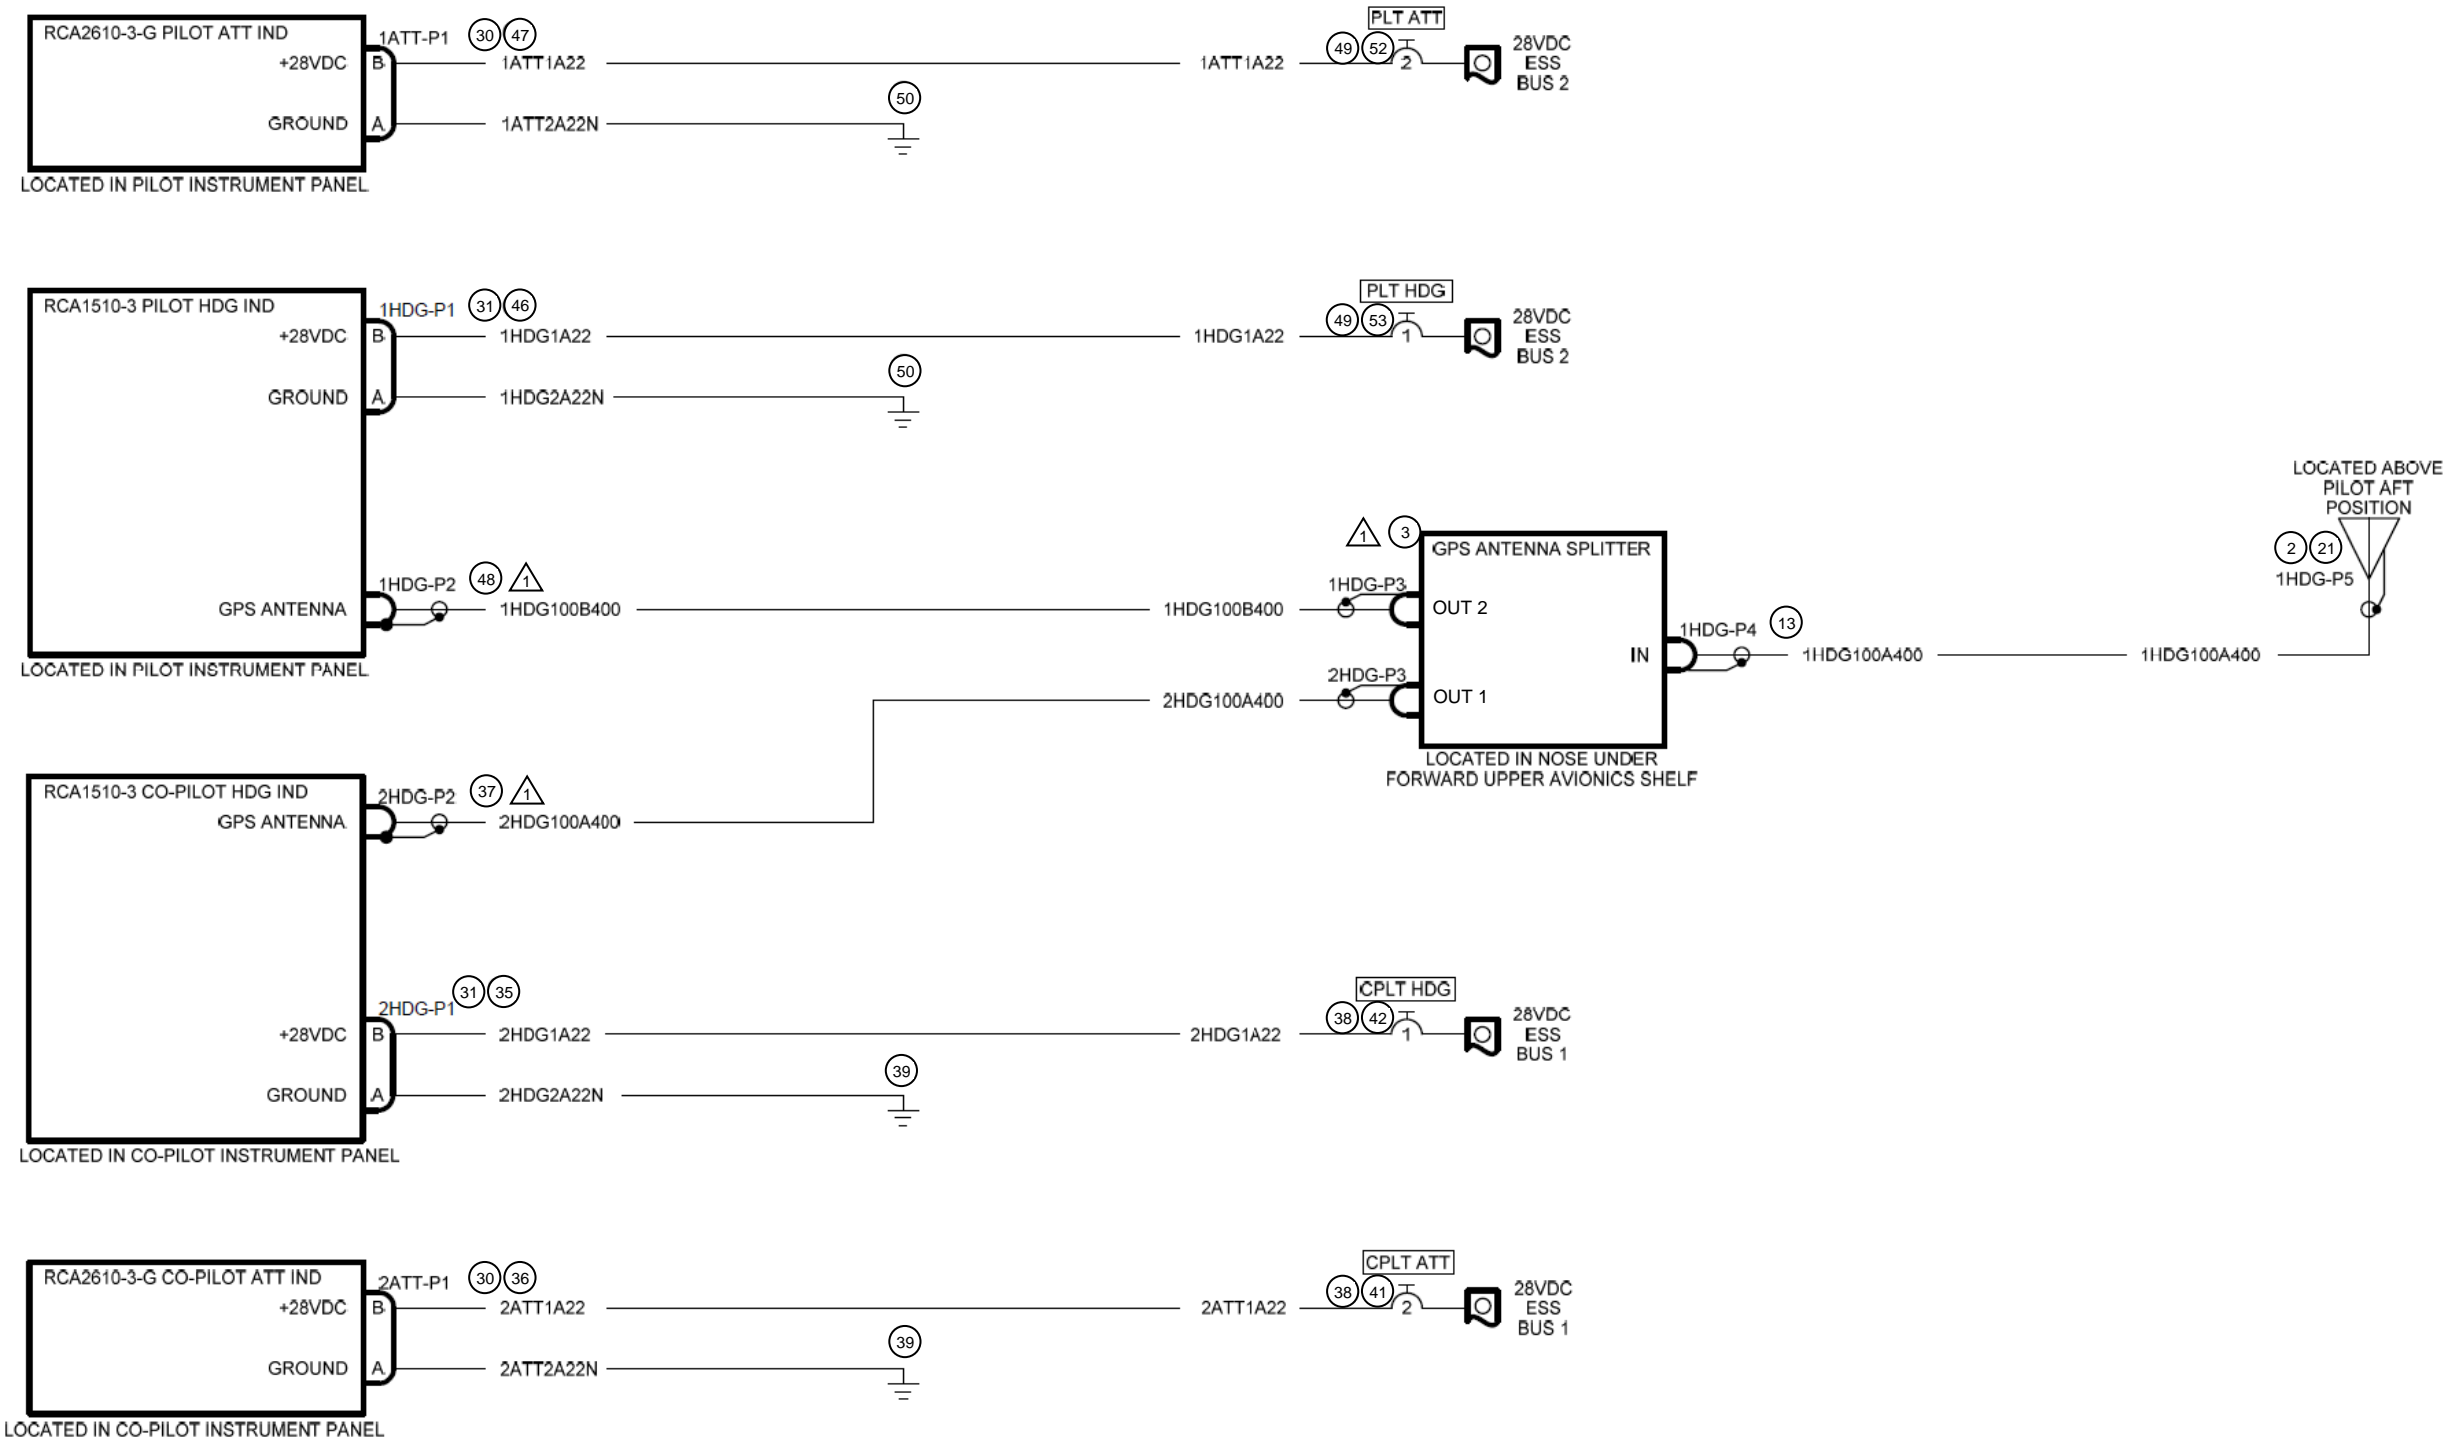 RCA2610-3-G PILOT ATT IND
1ATT-P1
30 47
+28VDC B 1ATT1A22 1ATT1A22
49 52
PLT ATT
2
28VDC
ESS
BUS 2
50
GROUND A 1ATT2A22N
LOCATED IN PILOT INSTRUMENT PANEL
RCA1510-3 PILOT HDG IND
1HDG-P1
31 46
+28VDC B 1HDG1A22 1HDG1A22
49 53
PLT HDG
1
28VDC
ESS
BUS 2
50
GROUND A 1HDG2A22N
1HDG-P2
48 1
GPS ANTENNA 1HDG100B400 1HDG100B400
LOCATED IN PILOT INSTRUMENT PANEL
1 3
GPS ANTENNA SPLITTER
1HDG-P3
OUT 2
2HDG-P3
2HDG100A400
OUT 1
IN
1HDG-P4
13
1HDG100A400 1HDG100A400
LOCATED IN NOSE UNDER
FORWARD UPPER AVIONICS SHELF
LOCATED ABOVE
PILOT AFT
POSITION
2 21
1HDG-P5
RCA1510-3 CO-PILOT HDG IND
2HDG-P2
37 1
GPS ANTENNA 2HDG100A400
31 35
2HDG-P1
+28VDC B 2HDG1A22 2HDG1A22
38 42
CPLT HDG
1
28VDC
ESS
BUS 1
39
GROUND A 2HDG2A22N
LOCATED IN CO-PILOT INSTRUMENT PANEL
RCA2610-3-G CO-PILOT ATT IND
2ATT-P1
30 36
+28VDC B 2ATT1A22 2ATT1A22
38 41
CPLT ATT
2
28VDC
ESS
BUS 1
39
GROUND A 2ATT2A22N
LOCATED IN CO-PILOT INSTRUMENT PANEL